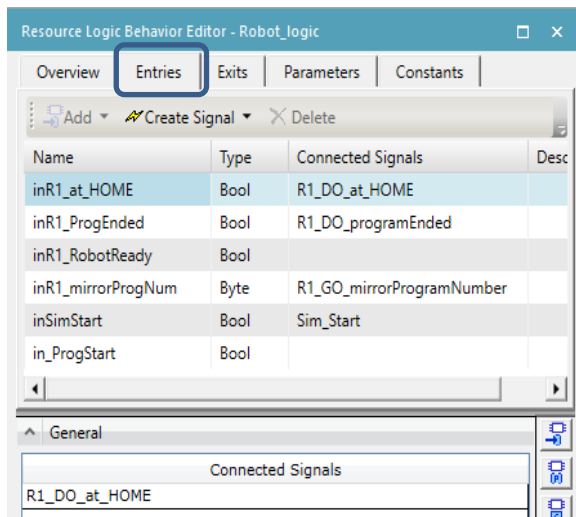 Resource Logic Behavior Editor - Robot_logic
Overview Entries Exits Parameters Constants
Add Create Signal Delete
Name Type Connected Signals Desc
inR1_at_HOME Bool R1_DO_at_HOME
inR1_ProgEnded Bool R1_DO_programEnded
inR1_RobotReady Bool
inR1_mirrorProgNum Byte R1_GO_mirrorProgramNumber
inSimStart Bool Sim_Start
in_ProgStart Bool
General
Connected Signals
R1_DO_at_HOME